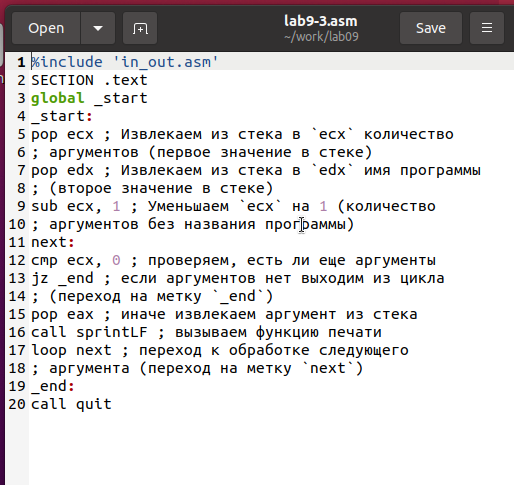 Open
lab9-3.asm
~/work/lab09
Save
1 %include 'in_out.asm'
2 SECTION .text
3 global _start
4 _start:
5 pop ecx ; Извлекаем из стека в `ecx` количество
6 ; аргументов (первое значение в стеке)
7 pop edx ; Извлекаем из стека в `edx` имя программы
8 ; (второе значение в стеке)
9 sub ecx, 1 ; Уменьшаем `ecx` на 1 (количество
10 ; аргументов без названия программы)
11 next:
12 cmp ecx, 0 ; проверяем, есть ли еще аргументы
13 jz _end ; если аргументов нет выходим из цикла
14 ; (переход на метку `_end`)
15 pop eax ; иначе извлекаем аргумент из стека
16 call sprintLF ; вызываем функцию печати
17 loop next ; переход к обработке следующего
18 ; аргумента (переход на метку `next`)
19 _end:
20 call quit